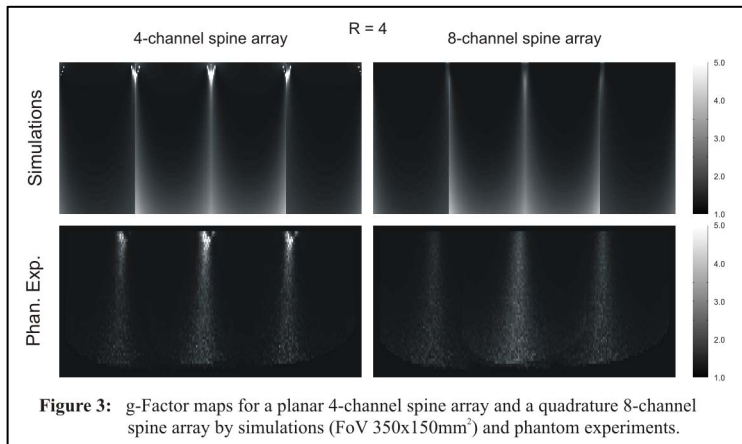 R = 4
4-channel spine array
8-channel spine array
Simulations
5.0
4.0
3.0
2.0
1.0
Phan. Exp.
5.0
4.0
3.0
2.0
1.0
Figure 3: g-Factor maps for a planar 4-channel spine array and a quadrature 8-channel
spine array by simulations (FoV 350x150mm²) and phantom experiments.